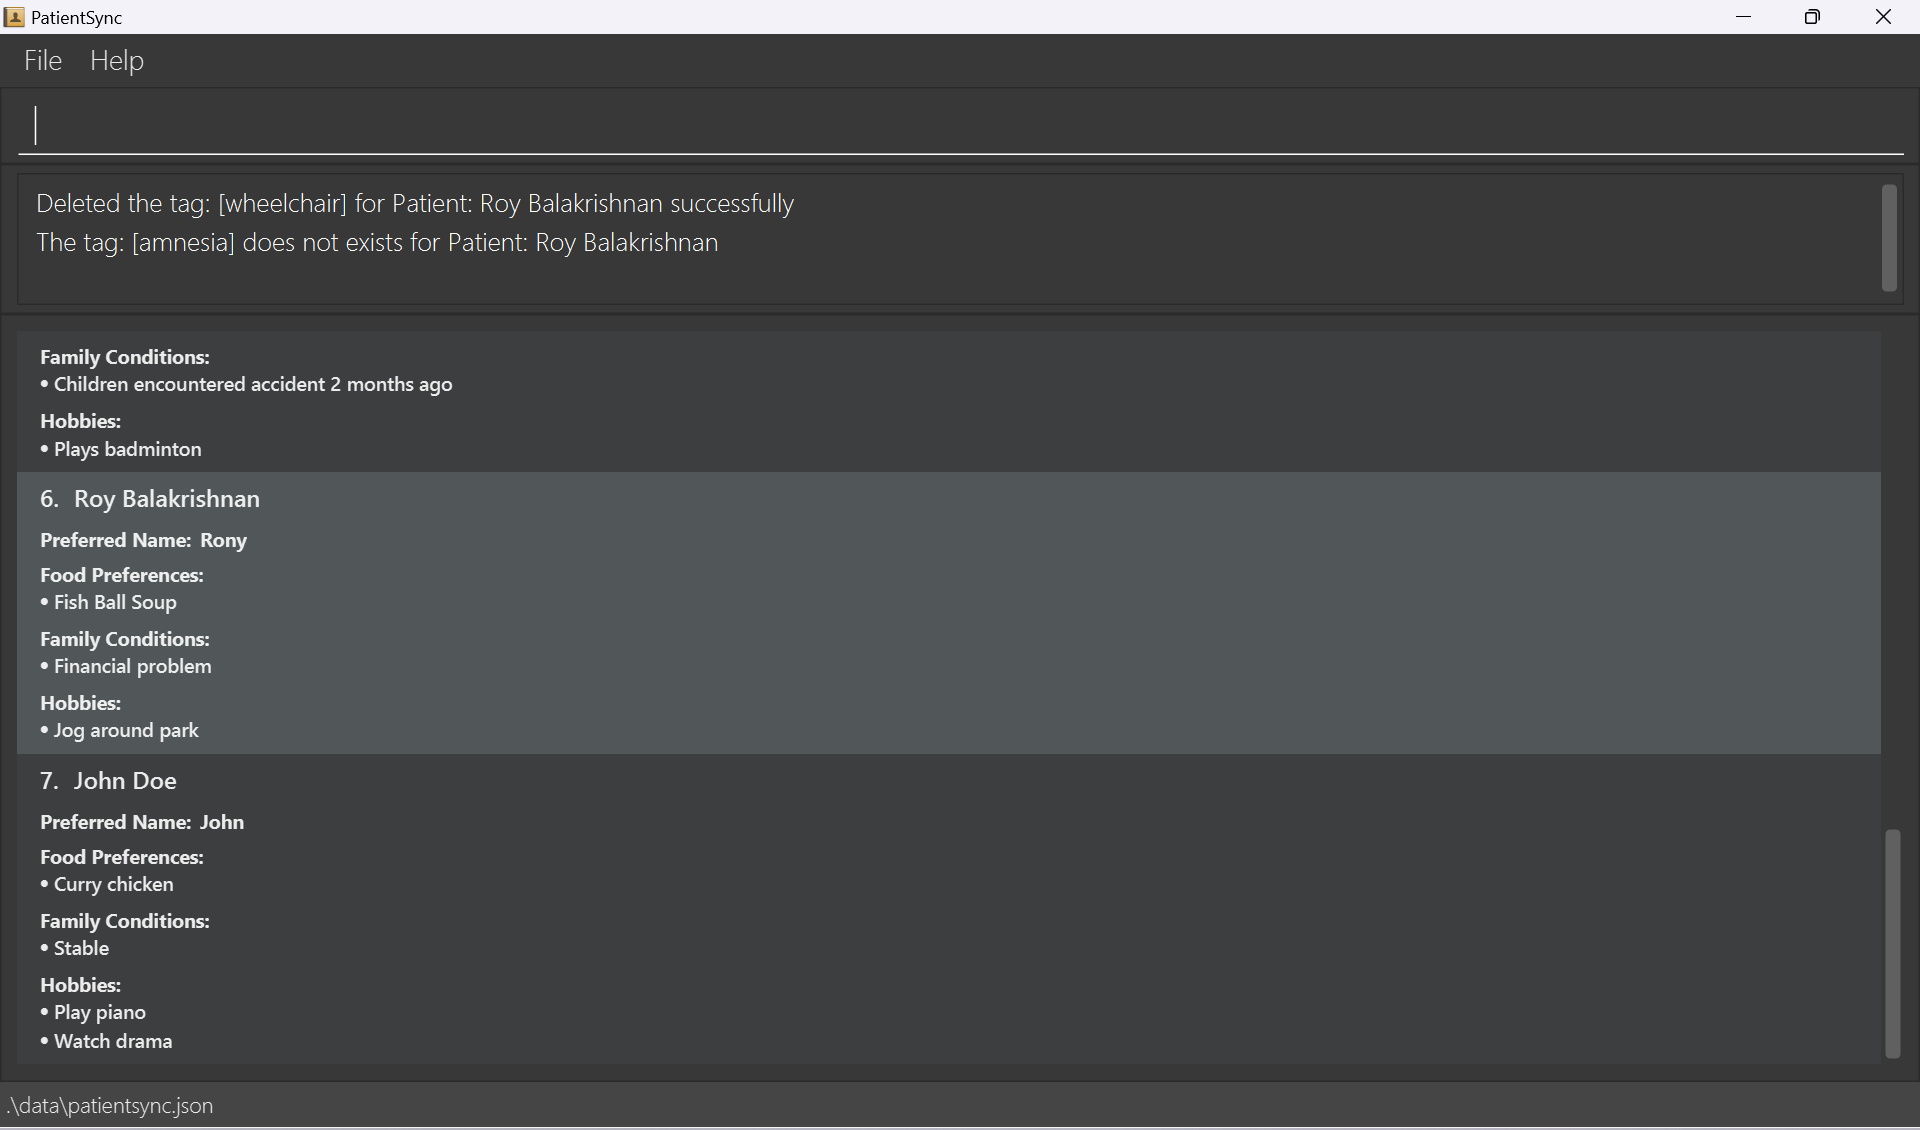 PatientSync
File Help
Deleted the tag: [wheelchair] for Patient: Roy Balakrishnan successfully
The tag: [amnesia] does not exists for Patient: Roy Balakrishnan
Family Conditions:
• Children encountered accident 2 months ago
Hobbies:
• Plays badminton
6. Roy Balakrishnan
Preferred Name: Rony
Food Preferences:
• Fish Ball Soup
Family Conditions:
• Financial problem
Hobbies:
• Jog around park
7. John Doe
Preferred Name: John
Food Preferences:
• Curry chicken
Family Conditions:
• Stable
Hobbies:
• Play piano
• Watch drama
.\data\patientsync.json